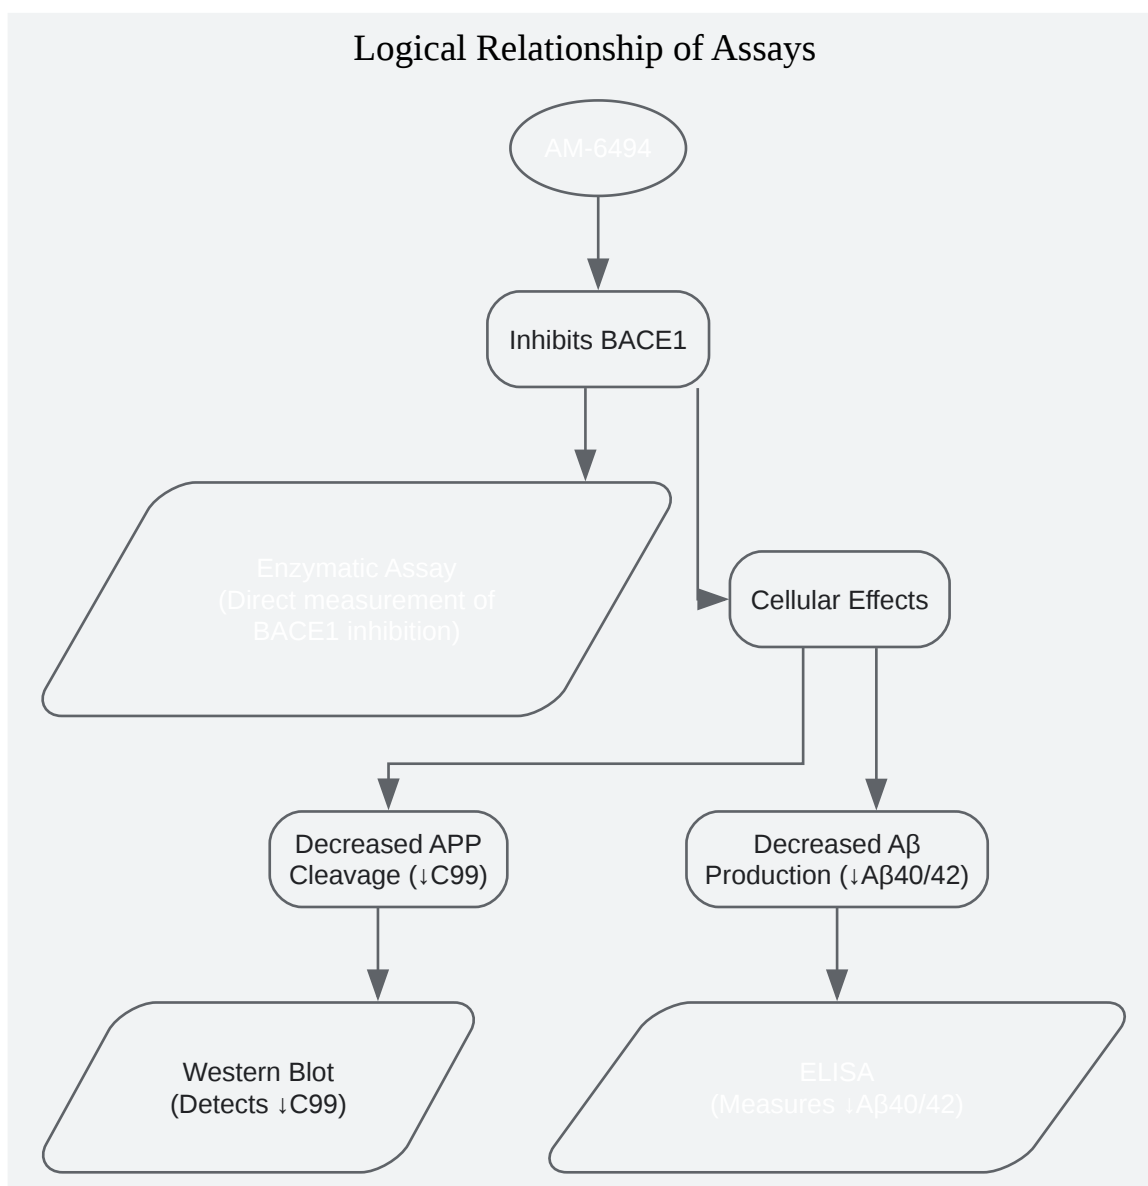 Logical Relationship of Assays
AM-6494
Inhibits BACE1
Enzymatic Assay
(Direct measurement of
BACE1 inhibition)
Cellular Effects
Decreased APP
Cleavage (↓C99)
Decreased Aβ
Production (↓Aβ40/42)
Western Blot
(Detects ↓C99)
ELISA
(Measures ↓Aβ40/42)